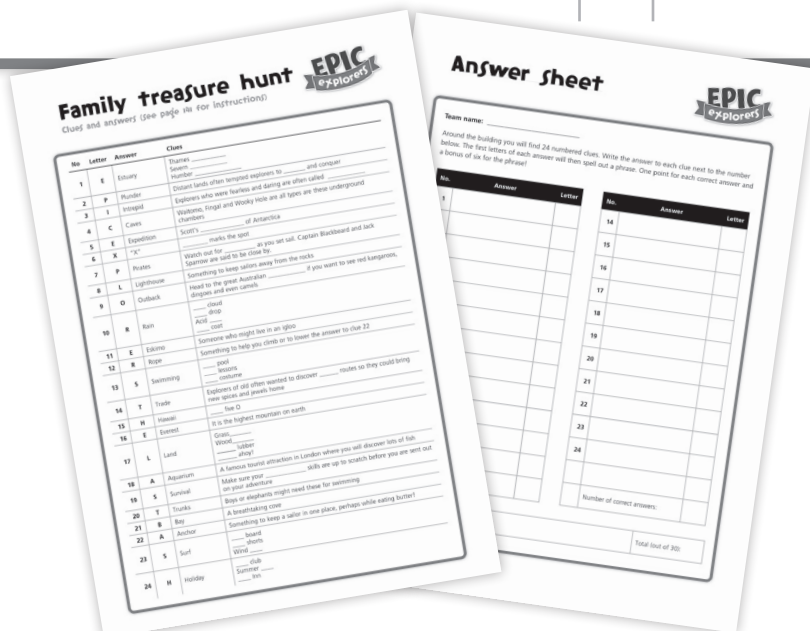 Family treasure hunt
EPIC
explorers
Clues and answers (see page 141 for instructions)
No Letter Answer Clues
1 E Estuary Thames ________
Severn ________
Humber ________
2 P Plunder Distant lands often tempted explorers to ________ and conquer
3 I Intrepid Explorers who were fearless and daring are often called ________
4 C Caves Welkome, Fingal and Wooky Hole are all types are these underground
chambers
5 E Expedition Scott's ________ of Antarctica
6 X "X" ________ marks the spot
7 P Pirates Watch out for ________ as you set sail. Captain Blackbeard and Jack
Sparrow are said to be close by.
8 L Lighthouse Something to keep sailors away from the rocks
9 O Outback Head to the great Australian ________ if you want to see red kangaroos,
dingoes and even camels
10 R Rain ____ cloud
____ drop
Acid ____
____ coat
11 E Eskimo Someone who might live in an igloo
12 R Rope Something to help you climb or to lower the answer to clue 22
13 S Swimming ____ pool
____ lessons
____ costume
14 T Trade Explorers of old often wanted to discover ____ routes so they could bring
new spices and jewels home
15 H Hawaii ____ five O
16 E Everest It is the highest mountain on earth
17 L Land Grass____
Wood____
____ lubber
____ ahoy!
18 A Aquarium A famous tourist attraction in London where you will discover lots of fish
19 S Survival Make sure your ________ skills are up to scratch before you are sent out
on your adventure
20 T Trunks Boys or elephants might need these for swimming
21 B Bay A breathtaking cove
22 A Anchor Something to keep a sailor in one place, perhaps while eating butter?
23 S Surf ____ board
____ shorts
Wind ____
24 H Holiday ____ club
Summer ____
____ Inn
Answer sheet
EPIC
explorers
Team name: ________
Around the building you will find 24 numbered clues. Write the answer to each clue next to the number
below. The first letters of each answer will then spell out a phrase. One point for each correct answer and
a bonus of six for the phrase!
No. Answer Letter
1
No. Answer Letter
14
15
16
17
18
19
20
21
22
23
24
Number of correct answers:
Total (out of 30):